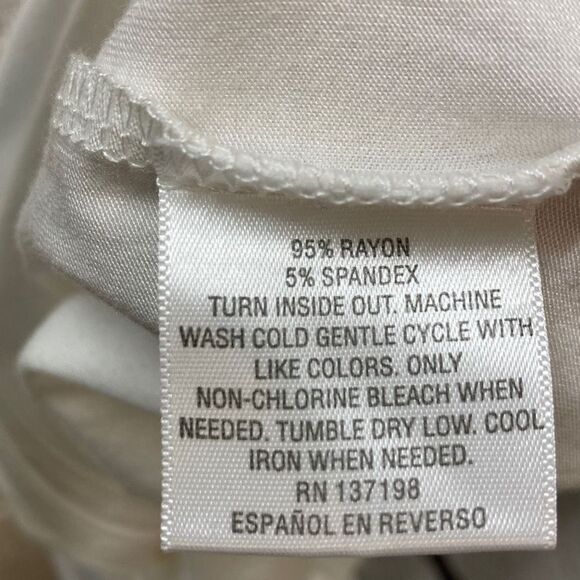 95% RAYON
5% SPANDEX
TURN INSIDE OUT. MACHINE
WASH COLD GENTLE CYCLE WITH
LIKE COLORS. ONLY
NON-CHLORINE BLEACH WHEN
NEEDED. TUMBLE DRY LOW. COOL
IRON WHEN NEEDED.
RN 137198
ESPAÑOL EN REVERSO